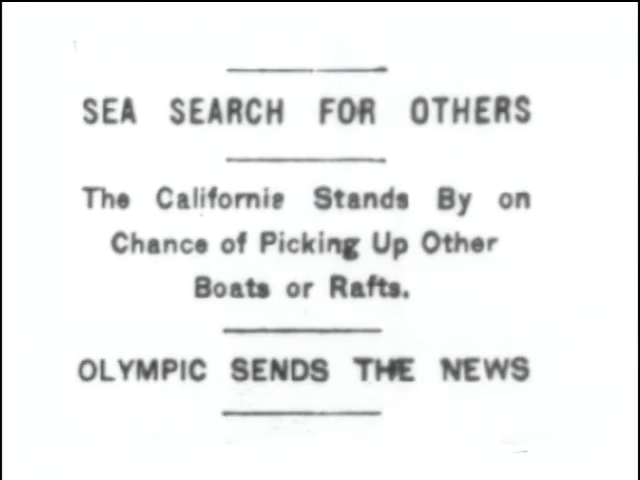 SEA SEARCH FOR OTHERS
The Californie Stands By on
Chance of Picking Up Other
Boats or Rafts.
OLYMPIC SENDS THE NEWS